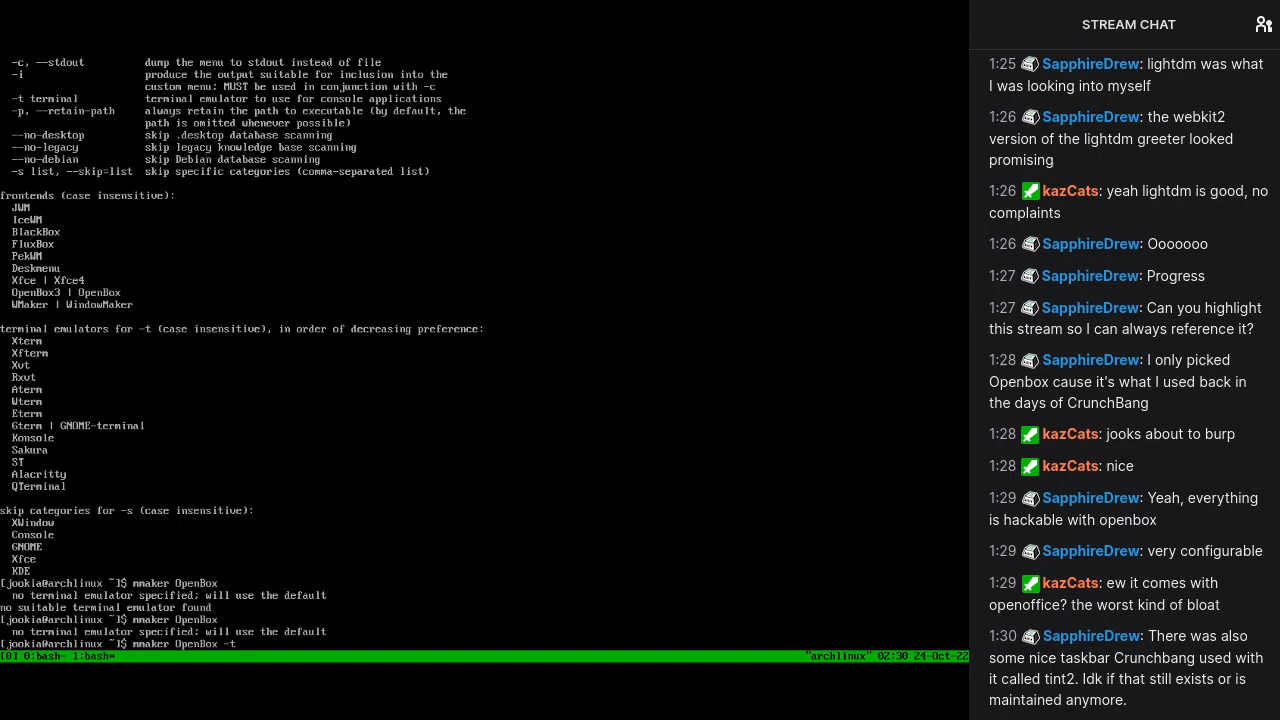 -c, --stdout          dump the menu to stdout instead of file
-i                    produce the output suitable for inclusion into the
                      custom menu; MUST be used in conjunction with -c
-t terminal           terminal emulator to use for console applications
-p, --retain-path     always retain the path to executable (by default, the
                      path is omitted whenever possible)
--no-desktop          skip .desktop database scanning
--no-legacy           skip legacy knowledge base scanning
--no-debian           skip Debian database scanning
-s list, --skip=list  skip specific categories (comma-separated list)
frontends (case insensitive):
JWM
IceWM
BlackBox
FluxBox
PekWM
Deskmenu
Xfce | Xfce4
OpenBox3 | OpenBox
WMaker | WindowMaker
terminal emulators for -t (case insensitive), in order of decreasing preference:
Xterm
Xfterm
Xvt
Rxvt
Aterm
Wterm
Eterm
Gterm | GNOME-terminal
Konsole
Sakura
ST
Alacritty
QTerminal
skip categories for -s (case insensitive):
XWindow
Console
GNOME
Xfce
KDE
[jookia@archlinux ~]$ mmaker OpenBox
no terminal emulator specified; will use the default
no suitable terminal emulator found
[jookia@archlinux ~]$ mmaker OpenBox
no terminal emulator specified; will use the default
[jookia@archlinux ~]$ mmaker OpenBox -t
[0] 0:bash- 1:bash* "archlinux" 02:30 24-Oct-22
STREAM CHAT
1:25 SapphireDrew: lightdm was what
I was looking into myself
1:26 SapphireDrew: the webkit2
version of the lightdm greeter looked
promising
1:26 kazCats: yeah lightdm is good, no
complaints
1:26 SapphireDrew: Ooooooo
1:27 SapphireDrew: Progress
1:27 SapphireDrew: Can you highlight
this stream so I can always reference it?
1:28 SapphireDrew: I only picked
Openbox cause it's what I used back in
the days of CrunchBang
1:28 kazCats: jooks about to burp
1:28 kazCats: nice
1:29 SapphireDrew: Yeah, everything
is hackable with openbox
1:29 SapphireDrew: very configurable
1:29 kazCats: ew it comes with
openoffice? the worst kind of bloat
1:30 SapphireDrew: There was also
some nice taskbar Crunchbang used with
it called tint2. Idk if that still exists or is
maintained anymore.